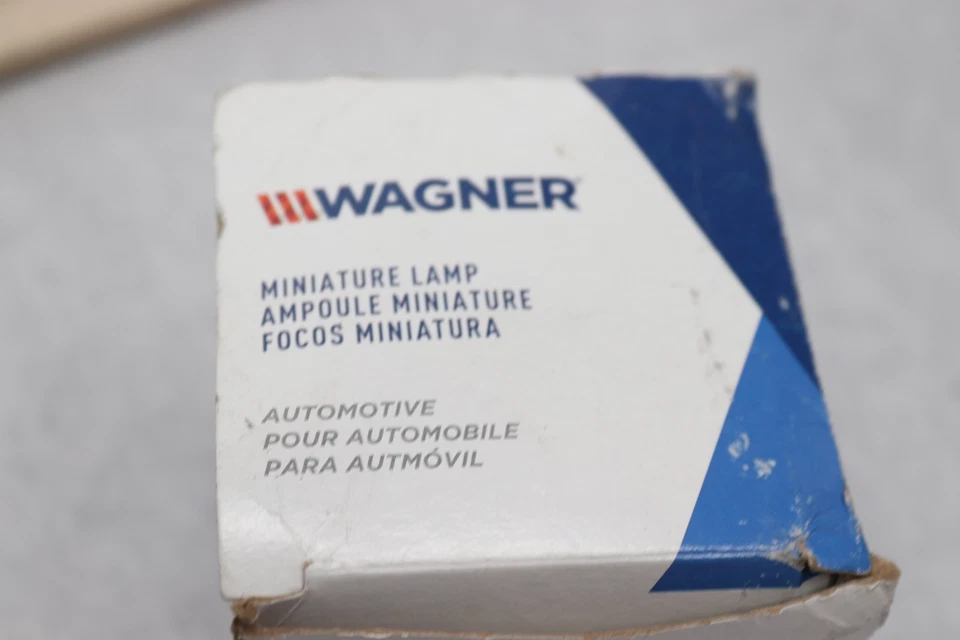 WAGNER
MINIATURE LAMP
AMPOULE MINIATURE
FOCOS MINIATURA
AUTOMOTIVE
POUR AUTOMOBILE
PARA AUTMÓVIL